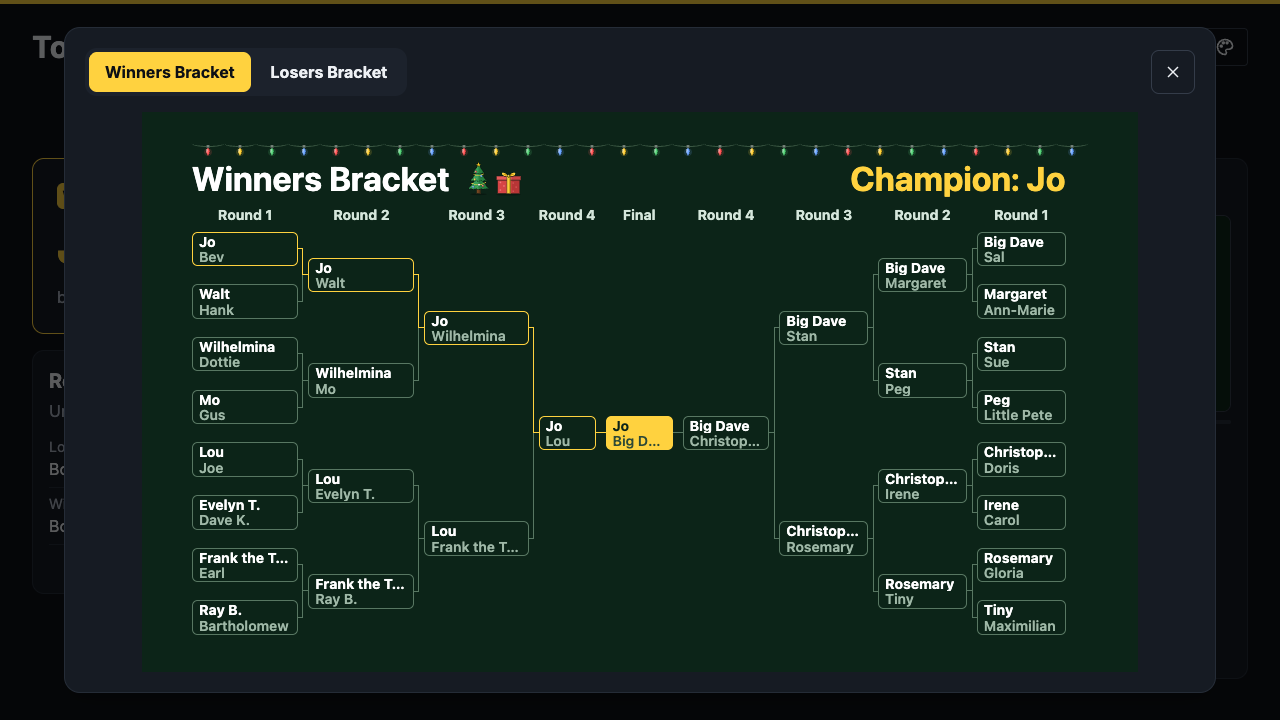 To
Winners Bracket
Losers Bracket
Winners Bracket
Champion: Jo
Round 1
Round 2
Round 3
Round 4
Final
Round 4
Round 3
Round 2
Round 1
Jo
Bev
Walt
Hank
Wilhelmina
Dottie
Mo
Gus
Lou
Joe
Evelyn T.
Dave K.
Frank the T...
Earl
Ray B.
Bartholomew
Jo
Walt
Wilhelmina
Mo
Lou
Evelyn T.
Frank the T...
Ray B.
Jo
Wilhelmina
Lou
Frank the T...
Jo
Lou
Jo
Big D...
Big Dave
Christop...
Big Dave
Stan
Christop...
Rosemary
Big Dave
Margaret
Stan
Peg
Christop...
Irene
Rosemary
Tiny
Big Dave
Sal
Margaret
Ann-Marie
Stan
Sue
Peg
Little Pete
Christop...
Doris
Irene
Carol
Rosemary
Gloria
Tiny
Maximilian